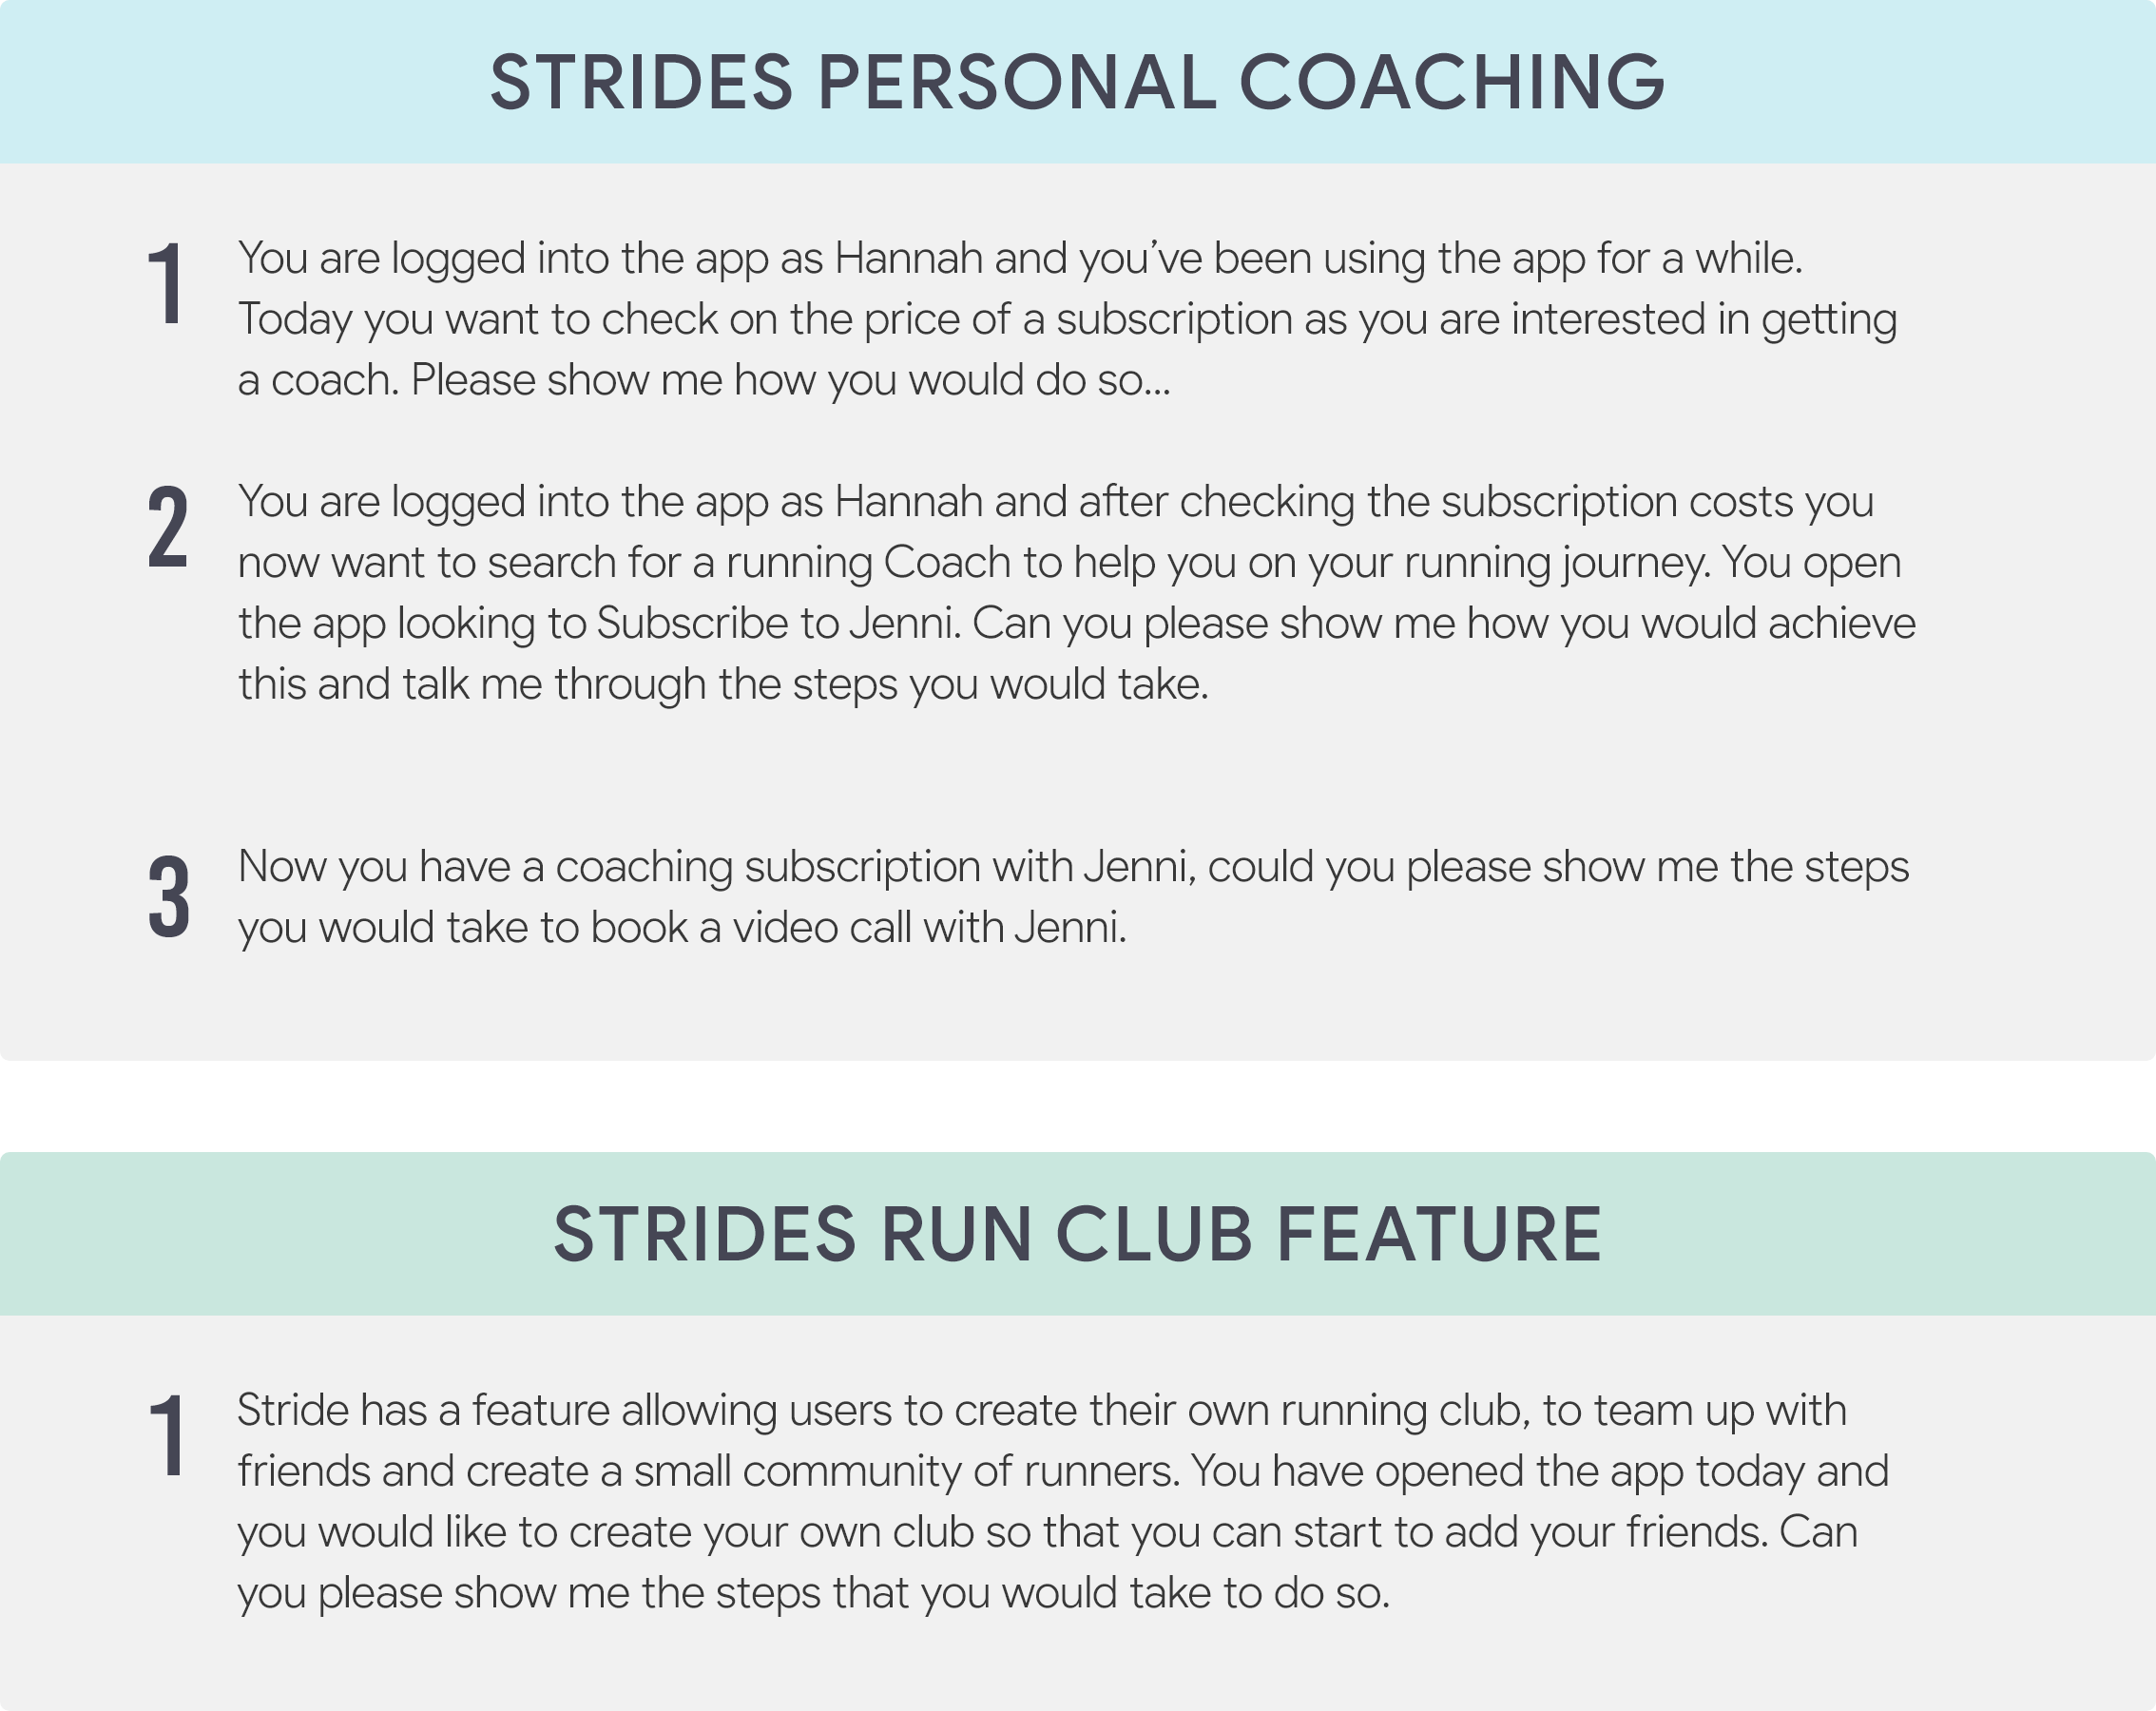 STRIDES PERSONAL COACHING
1
You are logged into the app as Hannah and you’ve been using the app for a while.
Today you want to check on the price of a subscription as you are interested in getting
a coach. Please show me how you would do so...
2
You are logged into the app as Hannah and after checking the subscription costs you
now want to search for a running Coach to help you on your running journey. You open
the app looking to Subscribe to Jenni. Can you please show me how you would achieve
this and talk me through the steps you would take.
3
Now you have a coaching subscription with Jenni, could you please show me the steps
you would take to book a video call with Jenni.
STRIDES RUN CLUB FEATURE
1
Stride has a feature allowing users to create their own running club, to team up with
friends and create a small community of runners. You have opened the app today and
you would like to create your own club so that you can start to add your friends. Can
you please show me the steps that you would take to do so.